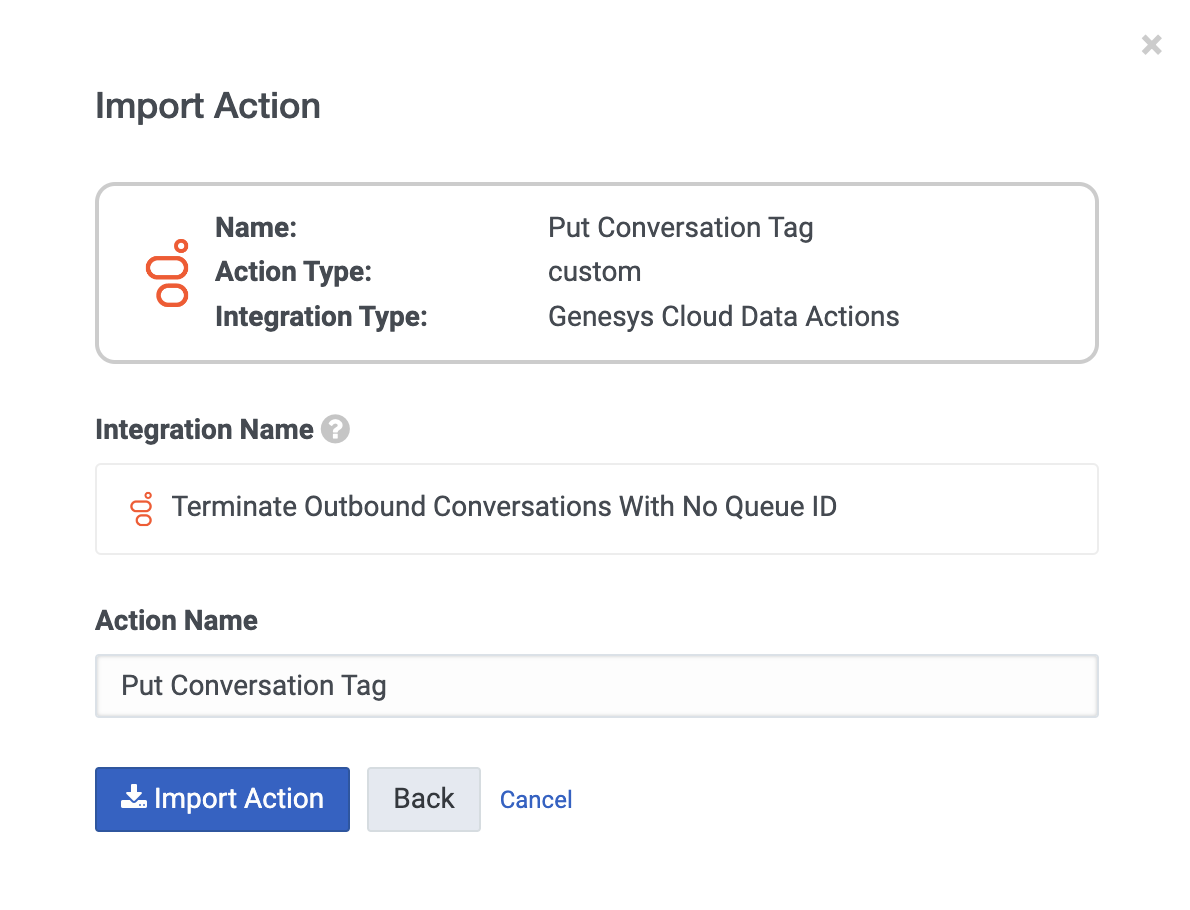 Import Action
Name: Put Conversation Tag
Action Type: custom
Integration Type: Genesys Cloud Data Actions
Integration Name ?
Terminate Outbound Conversations With No Queue ID
Action Name
Put Conversation Tag
Import Action Back Cancel